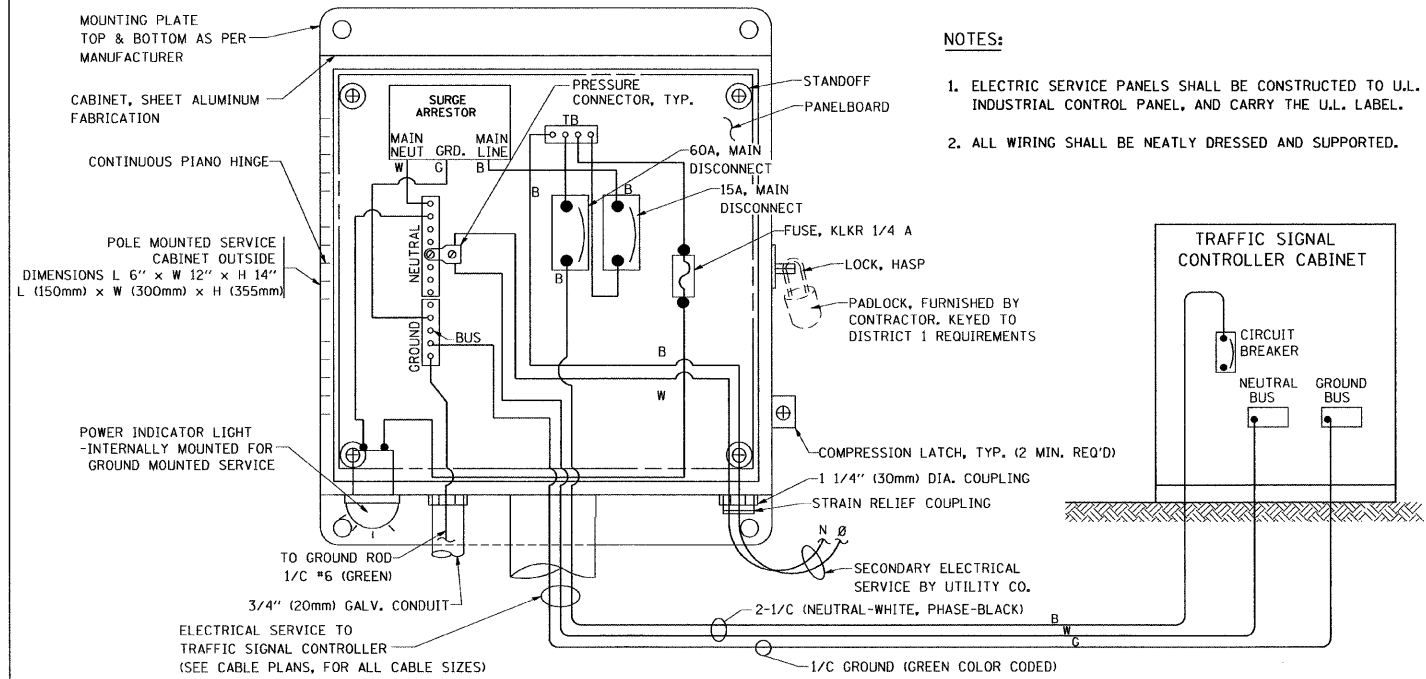 MOUNTING PLATE
TOP & BOTTOM AS PER
MANUFACTURER
CABINET, SHEET ALUMINUM
FABRICATION
CONTINUOUS PIANO HINGE
POLE MOUNTED SERVICE
CABINET OUTSIDE
DIMENSIONS L 6" x W 12" x H 14"
L (150mm) x W (300mm) x H (355mm)
POWER INDICATOR LIGHT
-INTERNALLY MOUNTED FOR
GROUND MOUNTED SERVICE
SURGE
ARRESTOR
MAIN
NEUT
GRD.
MAIN
LINE
W
G
B
PRESSURE
CONNECTOR, TYP.
TB
STANDOFF
PANELBOARD
60A, MAIN
DISCONNECT
B
B
15A, MAIN
DISCONNECT
FUSE, KLKR 1/4 A
B
NEUTRAL
GROUND
BUS
B
W
LOCK, HASP
PADLOCK, FURNISHED BY
CONTRACTOR. KEYED TO
DISTRICT 1 REQUIREMENTS
COMPRESSION LATCH, TYP. (2 MIN. REQ'D)
1 1/4" (30mm) DIA. COUPLING
STRAIN RELIEF COUPLING
N Ø
SECONDARY ELECTRICAL
SERVICE BY UTILITY CO.
TO GROUND ROD
1/C #6 (GREEN)
3/4" (20mm) GALV. CONDUIT
ELECTRICAL SERVICE TO
TRAFFIC SIGNAL CONTROLLER
(SEE CABLE PLANS, FOR ALL CABLE SIZES)
2-1/C (NEUTRAL-WHITE, PHASE-BLACK)
B
W
G
1/C GROUND (GREEN COLOR CODED)
NOTES:
1. ELECTRIC SERVICE PANELS SHALL BE CONSTRUCTED TO U.L.
INDUSTRIAL CONTROL PANEL, AND CARRY THE U.L. LABEL.
2. ALL WIRING SHALL BE NEATLY DRESSED AND SUPPORTED.
TRAFFIC SIGNAL
CONTROLLER CABINET
CIRCUIT
BREAKER
NEUTRAL
BUS
GROUND
BUS